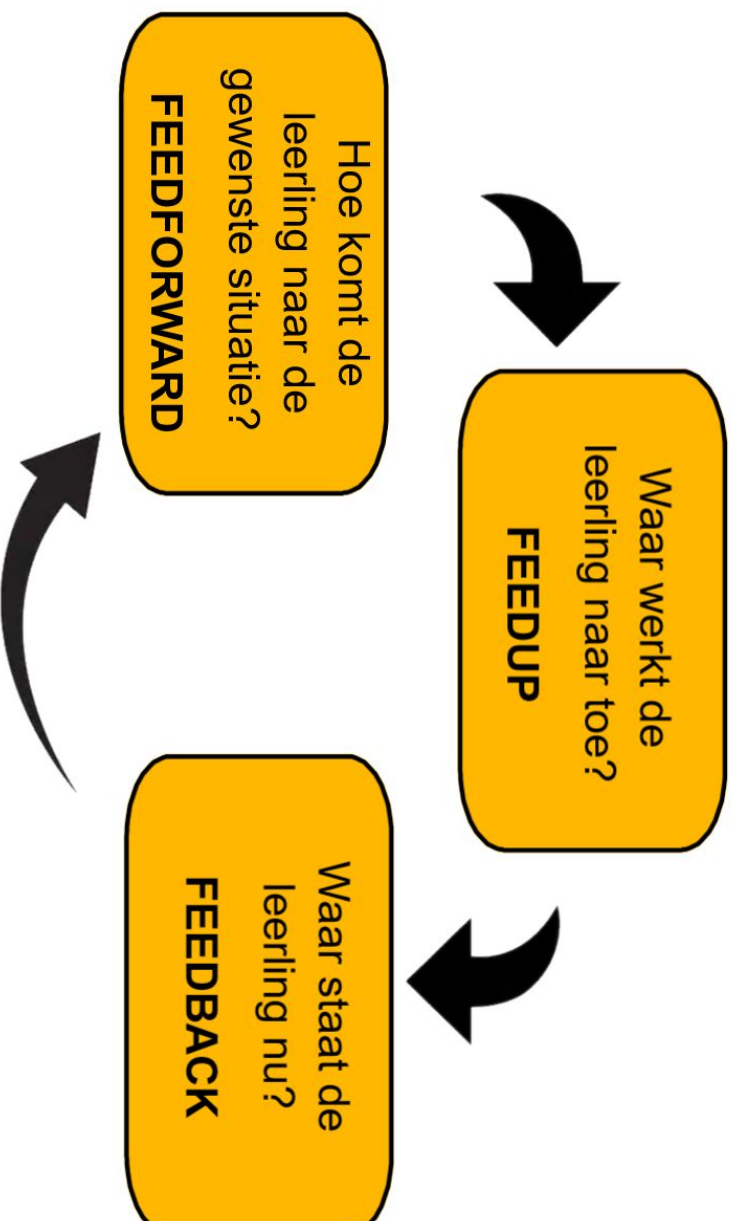 Waar werkt de
leerling naar toe?
FEEDUP
Waar staat de
leerling nu?
FEEDBACK
Hoe komt de
leerling naar de
gewenste situatie?
FEEDFORWARD